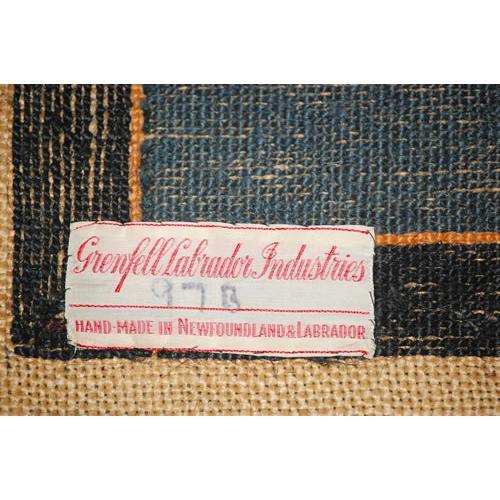 Grenfell Labrador Industries
97B
HAND-MADE IN NEWFOUNDLAND & LABRADOR